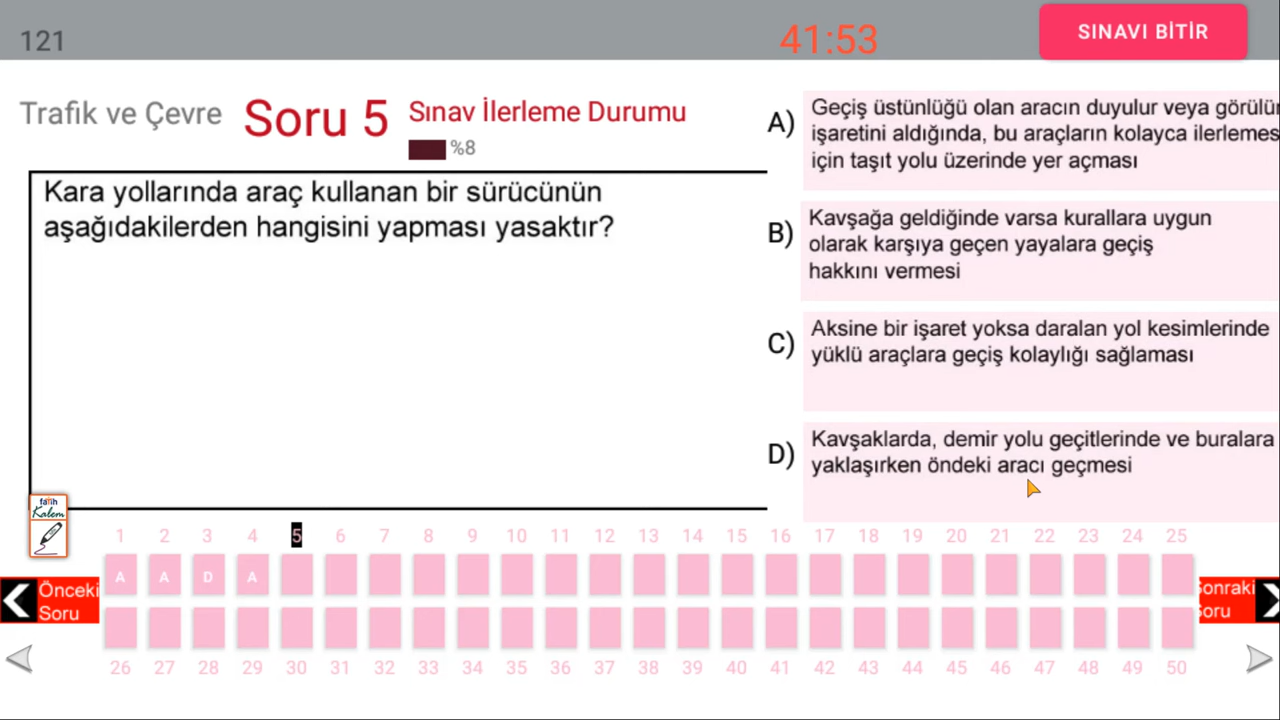 121
41:53
SINAVI BİTİR
Trafik ve Çevre
Soru 5
Sınav İlerleme Durumu
%8
Kara yollarında araç kullanan bir sürücünün
aşağıdakilerden hangisini yapması yasaktır?
A)
Geçiş üstünlüğü olan aracın duyulur veya görülü
işaretini aldığında, bu araçların kolayca ilerlemes
için taşıt yolu üzerinde yer açması
B)
Kavşağa geldiğinde varsa kurallara uygun
olarak karşıya geçen yayalara geçiş
hakkını vermesi
C)
Aksine bir işaret yoksa daralan yol kesimlerinde
yüklü araçlara geçiş kolaylığı sağlaması
D)
Kavşaklarda, demir yolu geçitlerinde ve buralara
yaklaşırken öndeki aracı geçmesi
fatih
Kalem
1 2 3 4 5 6 7 8 9 10 11 12 13 14 15 16 17 18 19 20 21 22 23 24 25
A A D A
Önceki
Soru
Sonraki
Soru
26 27 28 29 30 31 32 33 34 35 36 37 38 39 40 41 42 43 44 45 46 47 48 49 50